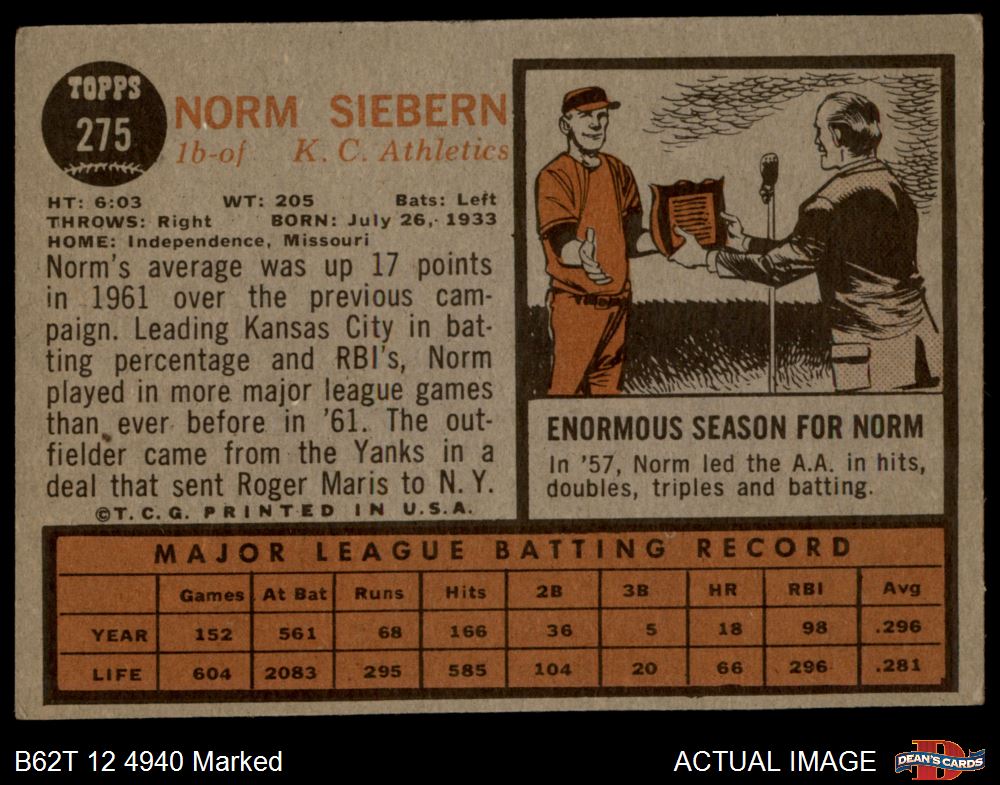 TOPPS
275
NORM SIEBERN
1b-of K. C. Athletics
HT: 6:03 WT: 205 Bats: Left
THROWS: Right BORN: July 26, 1933
HOME: Independence, Missouri
Norm's average was up 17 points
in 1961 over the previous cam-
paign. Leading Kansas City in bat-
ting percentage and RBI's, Norm
played in more major league games
than ever before in '61. The out-
fielder came from the Yanks in a
deal that sent Roger Maris to N. Y.
©T. C. G. PRINTED IN U.S.A.
ENORMOUS SEASON FOR NORM
In '57, Norm led the A.A. in hits,
doubles, triples and batting.
MAJOR LEAGUE BATTING RECORD
Games At Bat Runs Hits 2B 3B HR RBI Avg
YEAR 152 561 68 166 36 5 18 98 .296
LIFE 604 2083 295 585 104 20 66 296 .281
B62T 12 4940 Marked
ACTUAL IMAGE
D
DEAN'S CARDS